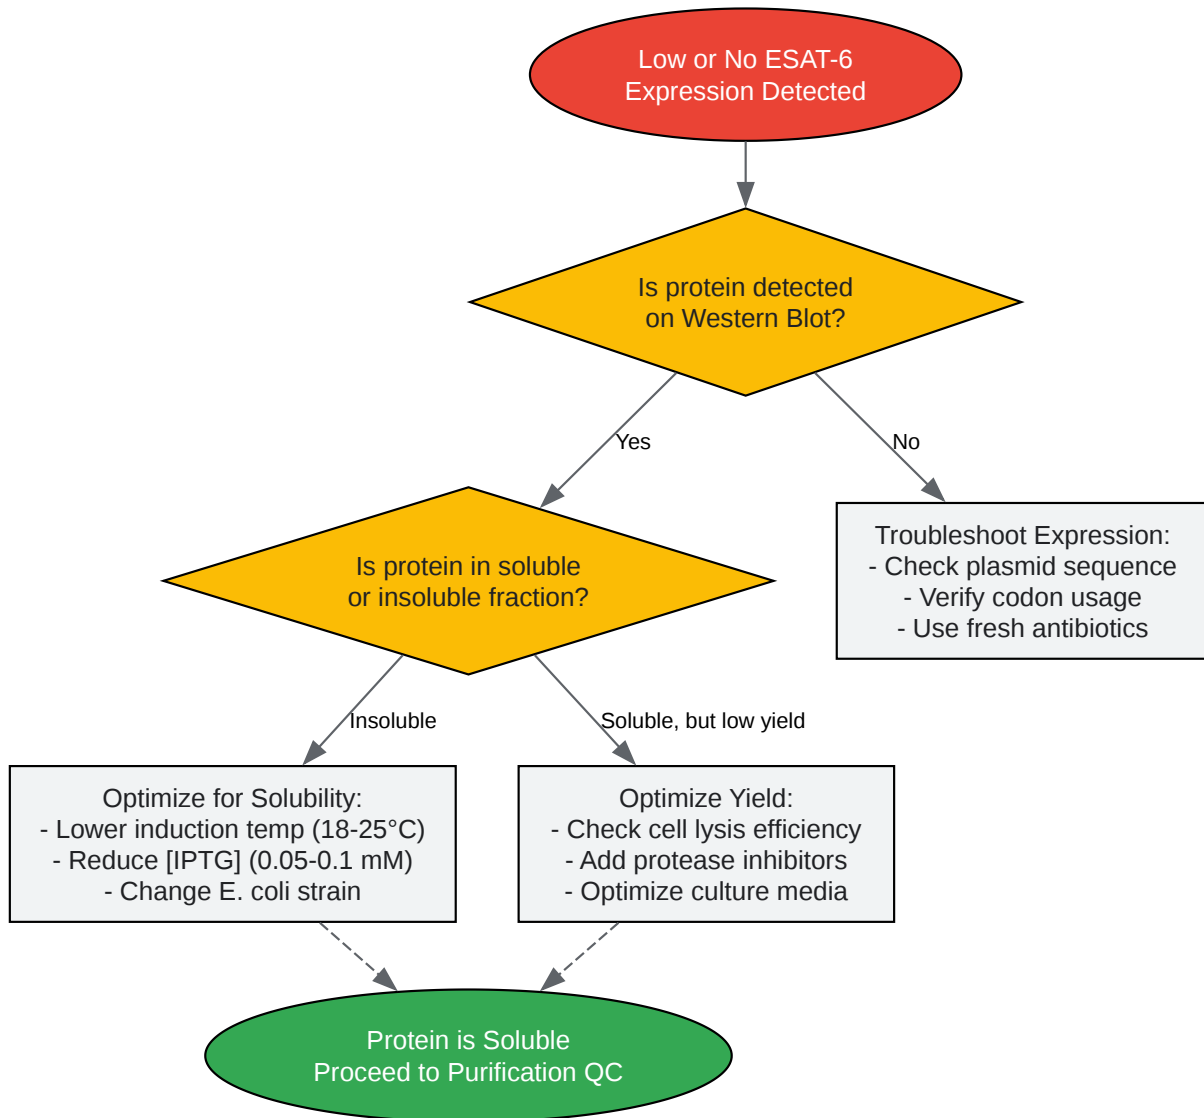 Low or No ESAT-6
Expression Detected
Is protein detected
on Western Blot?
Yes
No
Is protein in soluble
or insoluble fraction?
Troubleshoot Expression:
- Check plasmid sequence
- Verify codon usage
- Use fresh antibiotics
Insoluble
Soluble, but low yield
Optimize for Solubility:
- Lower induction temp (18-25°C)
- Reduce [IPTG] (0.05-0.1 mM)
- Change E. coli strain
Optimize Yield:
- Check cell lysis efficiency
- Add protease inhibitors
- Optimize culture media
Protein is Soluble
Proceed to Purification QC